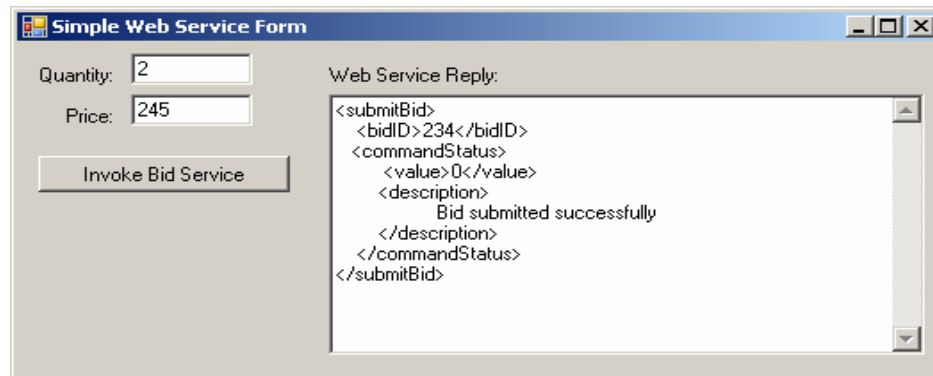 Simple Web Service Form
Quantity: 2
Price: 245
Invoke Bid Service
Web Service Reply:
<submitBid>
<bidID>234</bidID>
<commandStatus>
<value>0</value>
<description>
Bid submitted successfully
</description>
</commandStatus>
</submitBid>